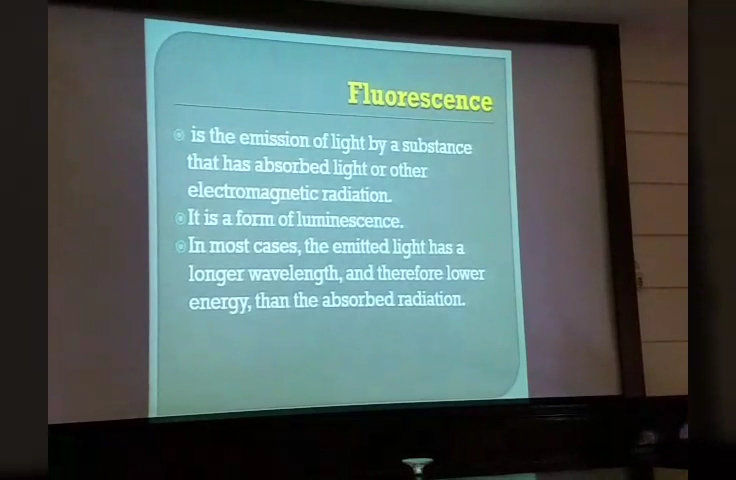 Fluorescence
is the emission of light by a substance
that has absorbed light or other
electromagnetic radiation.
It is a form of luminescence.
In most cases, the emitted light has a
longer wavelength, and therefore lower
energy, than the absorbed radiation.